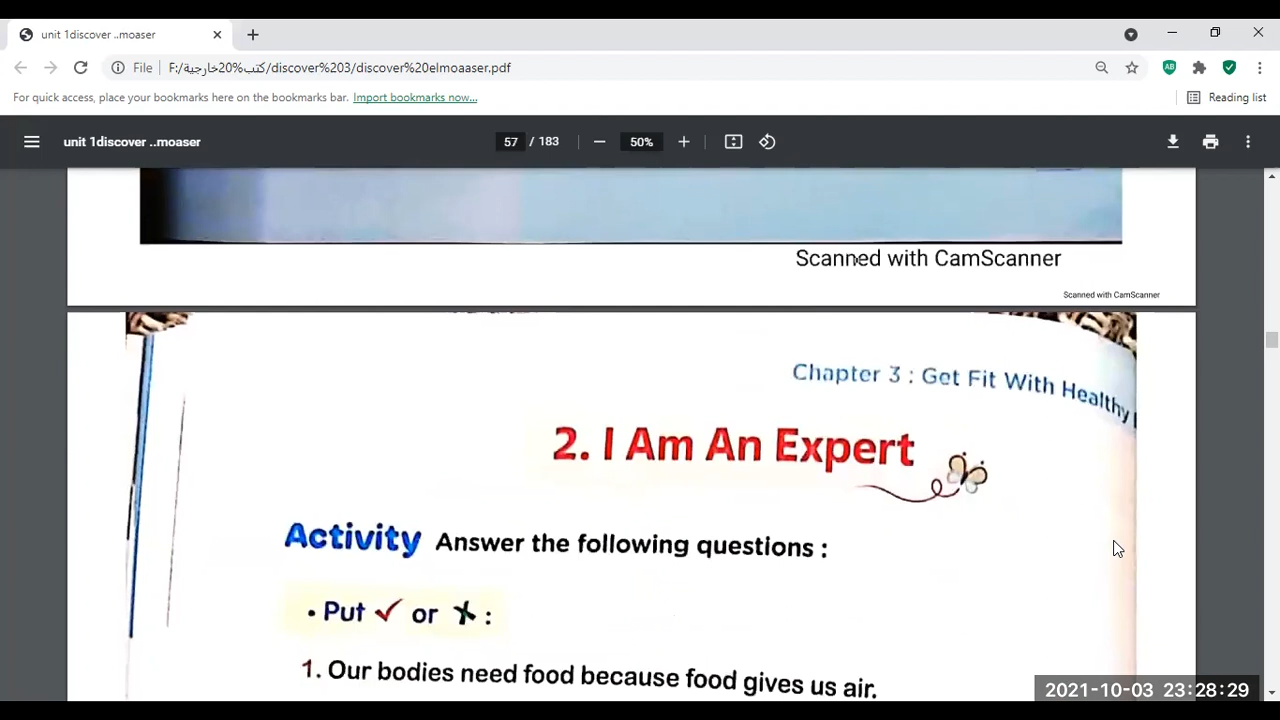 unit 1discover ..moaser
File F:/كتب%20خارجية/discover%203/discover%20elmoaaser.pdf
For quick access, place your bookmarks here on the bookmarks bar. Import bookmarks now...
Reading list
unit 1discover ..moaser
57 / 183
50%
Scanned with CamScanner
Scanned with CamScanner
Chapter 3 : Get Fit With Healthy
2. I Am An Expert
Activity Answer the following questions :
• Put ✓ or ✗ :
1. Our bodies need food because food gives us air.
2021-10-03 23:28:29